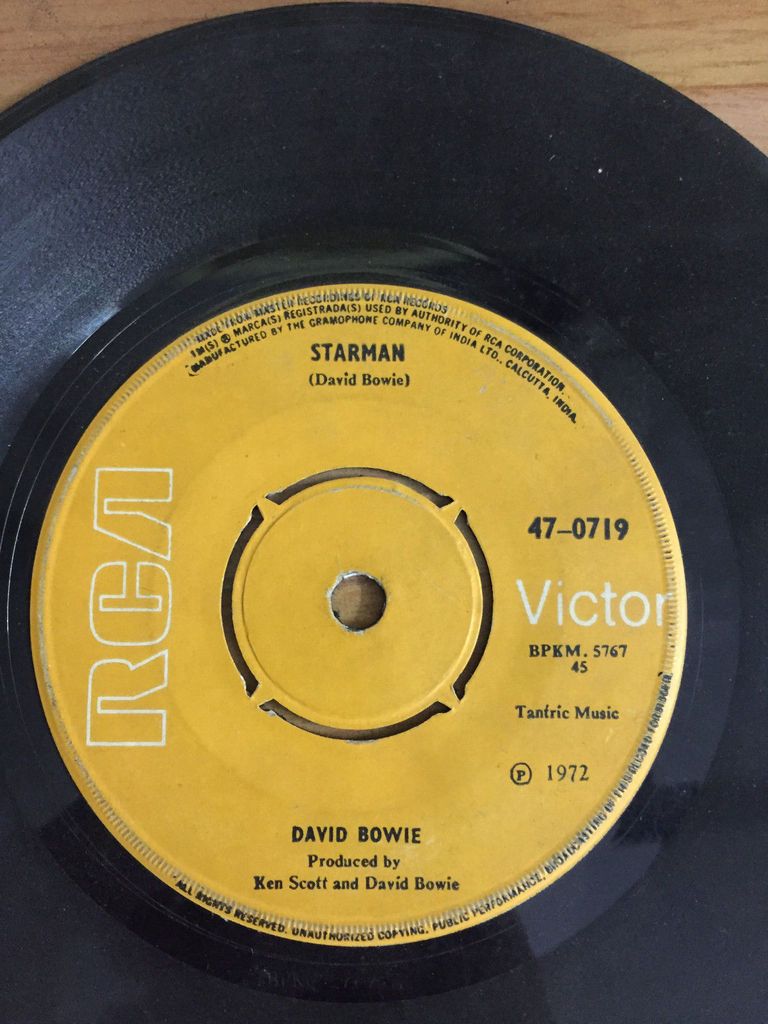 MADE FROM MASTER RECORDINGS OF RCA RECORDS
TM(S) ® MARCA(S) REGISTRADA(S) USED BY AUTHORITY OF RCA CORPORATION.
MANUFACTURED BY THE GRAMOPHONE COMPANY OF INDIA LTD., CALCUTTA, INDIA.
STARMAN
(David Bowie)
RCA
47-0719
Victor
BPKM. 5767
45
Tantric Music
Ⓟ 1972
DAVID BOWIE
Produced by
Ken Scott and David Bowie
ALL RIGHTS RESERVED. UNAUTHORIZED COPYING, PUBLIC PERFORMANCE, BROADCASTING OF THIS RECORD FORBIDDEN.